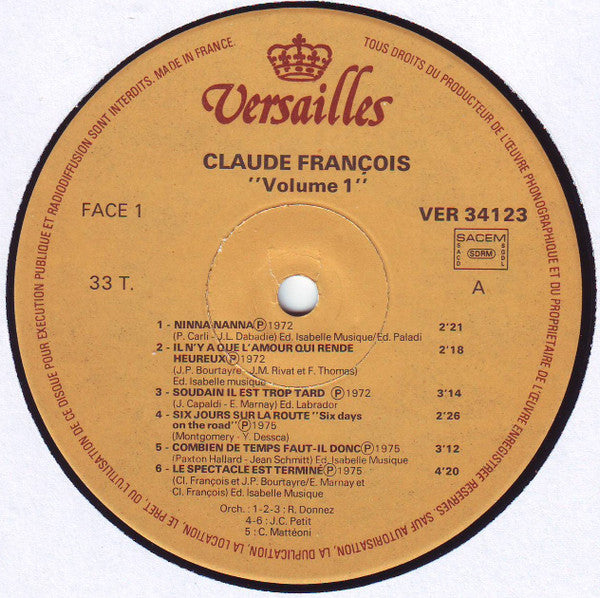 TOUS DROITS DU PRODUCTEUR DE L'ŒUVRE PHONOGRAPHIQUE ET DU PROPRIETAIRE DE L'ŒUVRE ENREGISTREE RESERVES. SAUF AUTORISATION, LA DUPLICATION, LA LOCATION, LE PRET, OU L'UTILISATION DE CE DISQUE POUR EXECUTION PUBLIQUE ET RADIODIFFUSION SONT INTERDITS. MADE IN FRANCE.
Versailles
CLAUDE FRANÇOIS
"Volume 1"
FACE 1
VER 34123
SACEM
SACD
SDRM
SGDL
33 T.
A
1 - NINNA NANNA Ⓟ 1972 2'21
(P. Carli - J.L. Dabadie) Ed. Isabelle Musique/Ed. Paladi
2 - IL N'Y A QUE L'AMOUR QUI RENDE 2'18
HEUREUX Ⓟ 1972
(J.P. Bourtayre - J.M. Rivat et F. Thomas)
Ed. Isabelle musique
3 - SOUDAIN IL EST TROP TARD Ⓟ 1972 3'14
(J. Capaldi - E. Marnay) Ed. Labrador
4 - SIX JOURS SUR LA ROUTE "Six days 2'26
on the road" Ⓟ 1975
(Montgomery - Y. Dessca)
5 - COMBIEN DE TEMPS FAUT-IL DONC Ⓟ 1975 3'12
(Paxton Hallard - Jean Schmitt) Ed. Isabelle Musique
6 - LE SPECTACLE EST TERMINÉ Ⓟ 1975 4'20
(Cl. François et J.P. Bourtayre/E. Marnay et
Cl. François) Ed. Isabelle Musique
Orch. : 1-2-3 : R. Donnez
4-6 : J.C. Petit
5 : C. Mattéoni